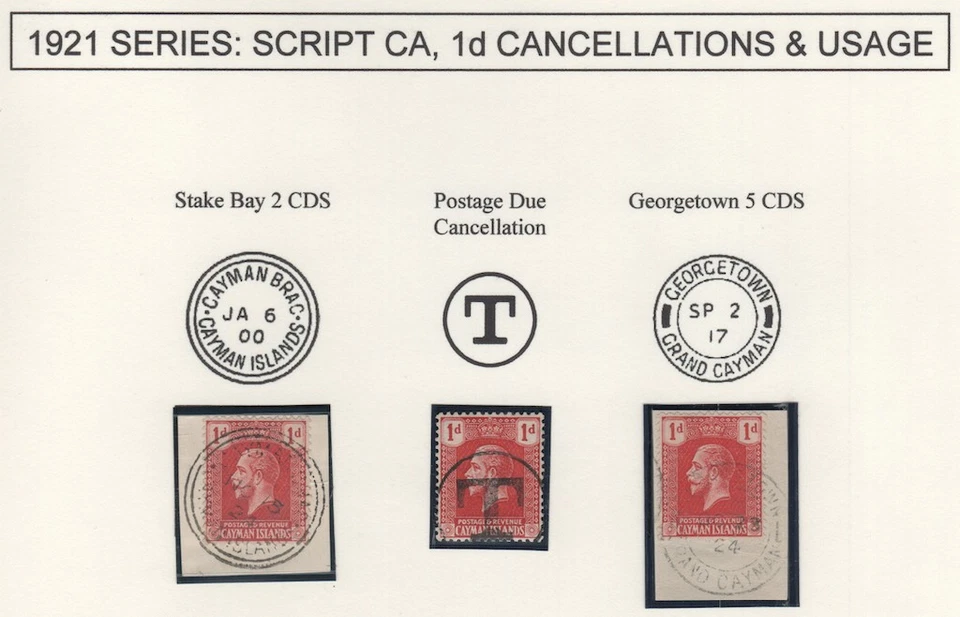 1921 SERIES: SCRIPT CA, 1d CANCELLATIONS & USAGE
Stake Bay 2 CDS
Postage Due
Cancellation
Georgetown 5 CDS
·CAYMAN BRAC·
JA 6
00
CAYMAN ISLANDS
T
GEORGETOWN
SP 2
17
GRAND CAYMAN
1d 1d
POSTAGE & REVENUE
CAYMAN ISLANDS
1d 1d
T
POSTAGE & REVENUE
CAYMAN ISLANDS
1d 1d
POSTAGE & REVENUE
CAYMAN ISLANDS
24
GRAND CAYMAN